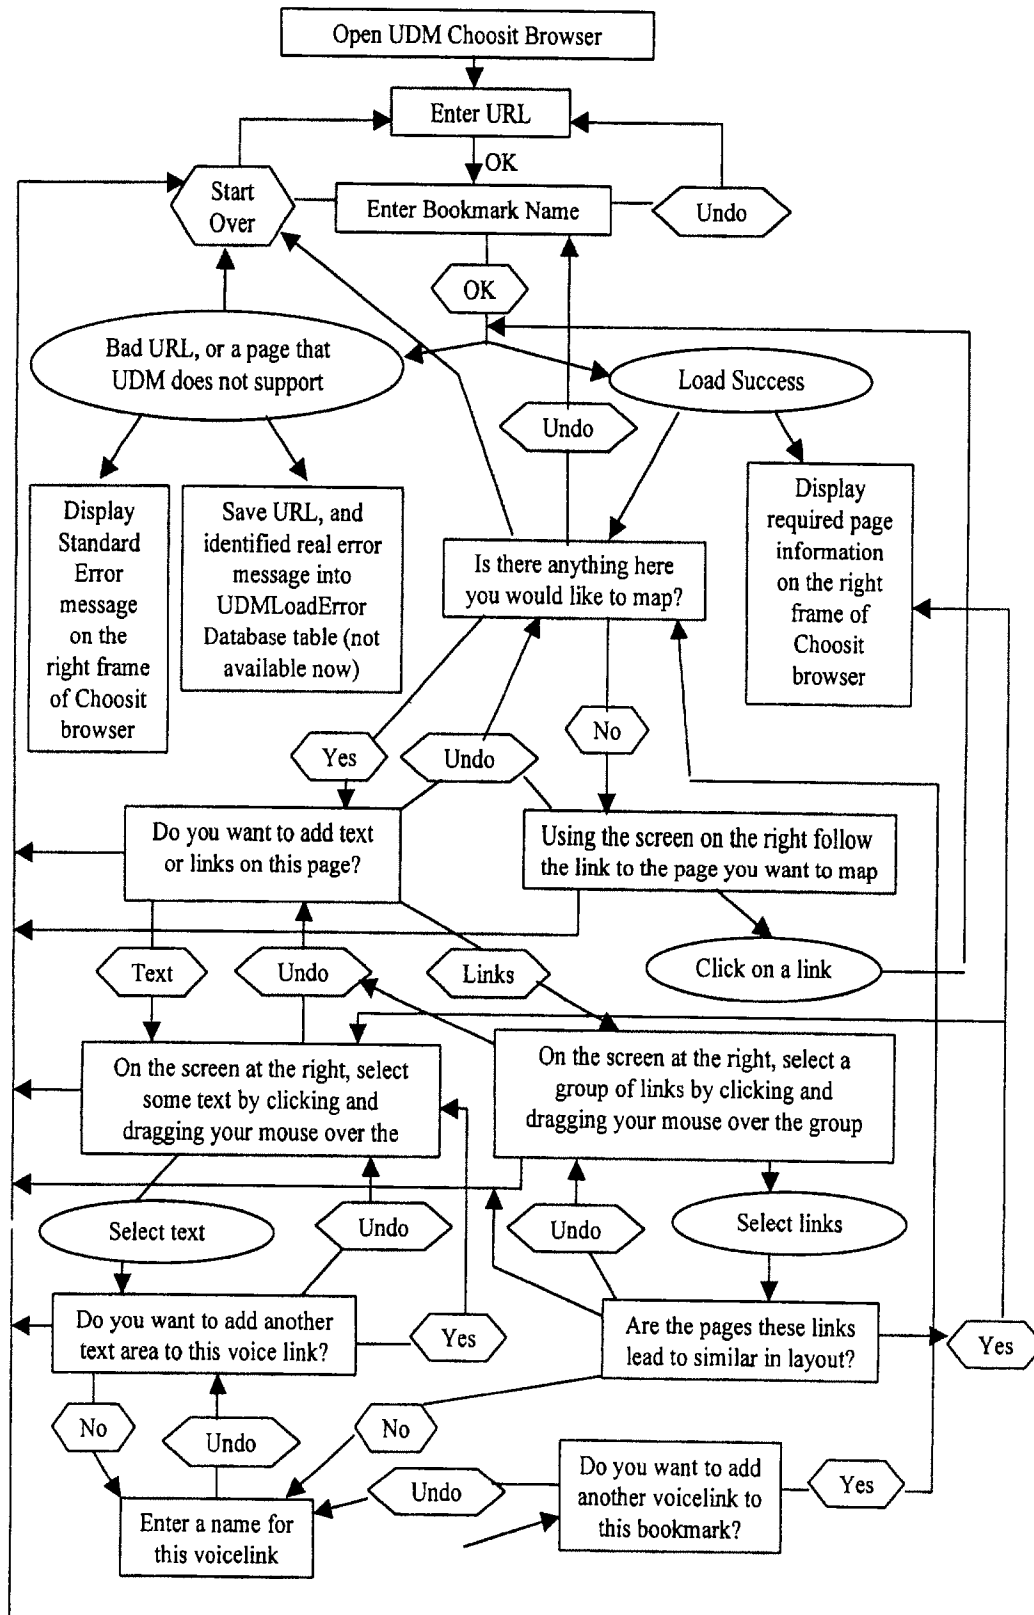 Open UDM Choosit Browser
Enter URL
OK
Start
Over
Enter Bookmark Name
Undo
OK
Bad URL, or a page that
UDM does not support
Load Success
Undo
Display
Standard
Error
message
on the
right frame
of Choosit
browser
Save URL, and
identified real error
message into
UDMLoadError
Database table (not
available now)
Is there anything here
you would like to map?
Display
required page
information
on the right
frame of
Choosit
browser
Yes
Undo
No
Do you want to add text
or links on this page?
Using the screen on the right follow
the link to the page you want to map
Text
Undo
Links
Click on a link
On the screen at the right, select
some text by clicking and
dragging your mouse over the
On the screen at the right, select a
group of links by clicking and
dragging your mouse over the group
Select text
Undo
Undo
Select links
Do you want to add another
text area to this voice link?
Yes
Are the pages these links
lead to similar in layout?
Yes
No
Undo
No
Undo
Do you want to add
another voicelink to
this bookmark?
Yes
Enter a name for
this voicelink